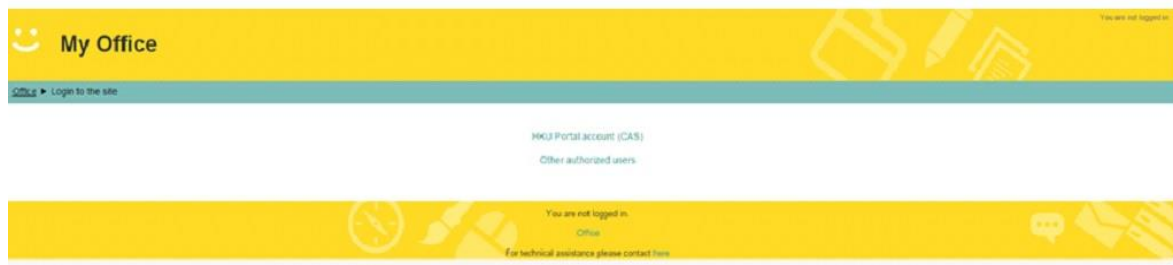 You are not logged in.
My Office
Office ► Login to the site
HKU Portal account (CAS)
Other authorized users
You are not logged in.
Office
For technical assistance please contact here